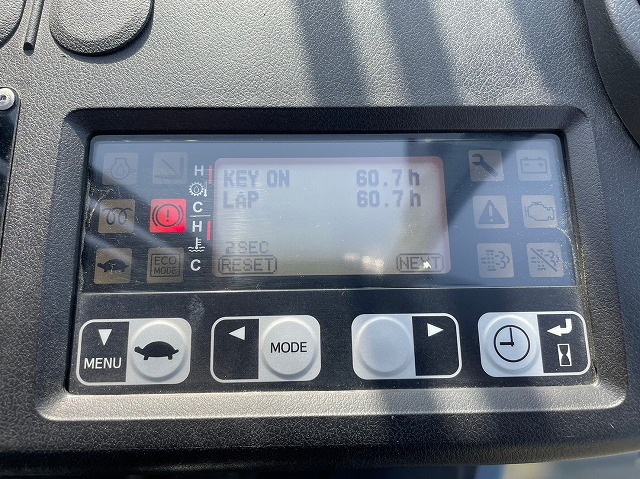 KEY ON 60.7h
LAP 60.7h
2SEC
RESET NEXT
H
C
H
C
ECO MODE
MENU
MODE